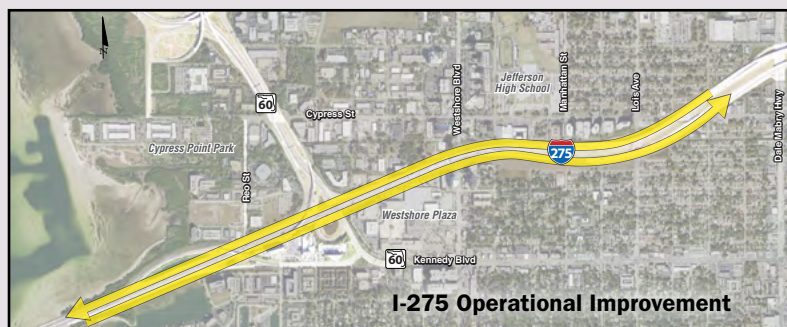 N
60
Cypress St
Cypress Point Park
Reo St
Westshore Blvd
Jefferson
High School
Manhattan St
Lois Ave
Dale Mabry Hwy
275
Westshore Plaza
60
Kennedy Blvd
I-275 Operational Improvement